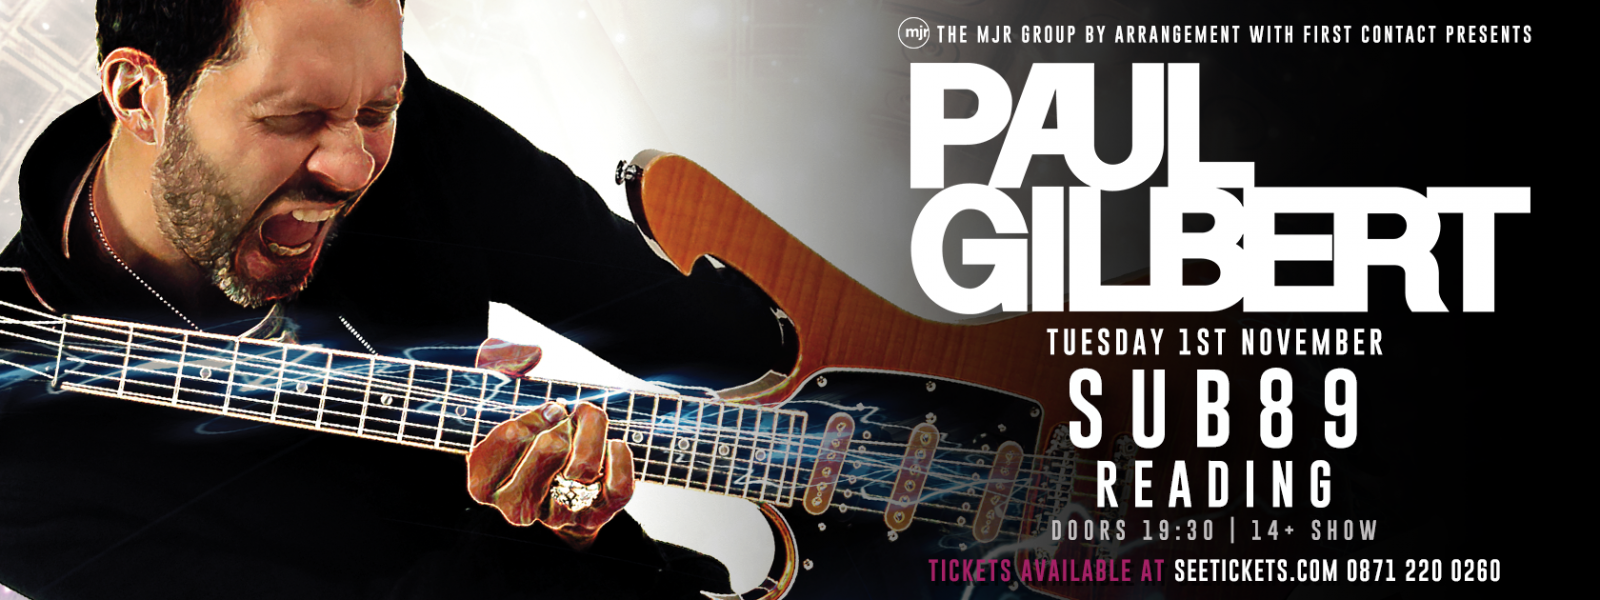 mjr THE MJR GROUP BY ARRANGEMENT WITH FIRST CONTACT PRESENTS
PAUL
GILBERT
TUESDAY 1ST NOVEMBER
SUB89
READING
DOORS 19:30 | 14+ SHOW
TICKETS AVAILABLE AT SEETICKETS.COM 0871 220 0260